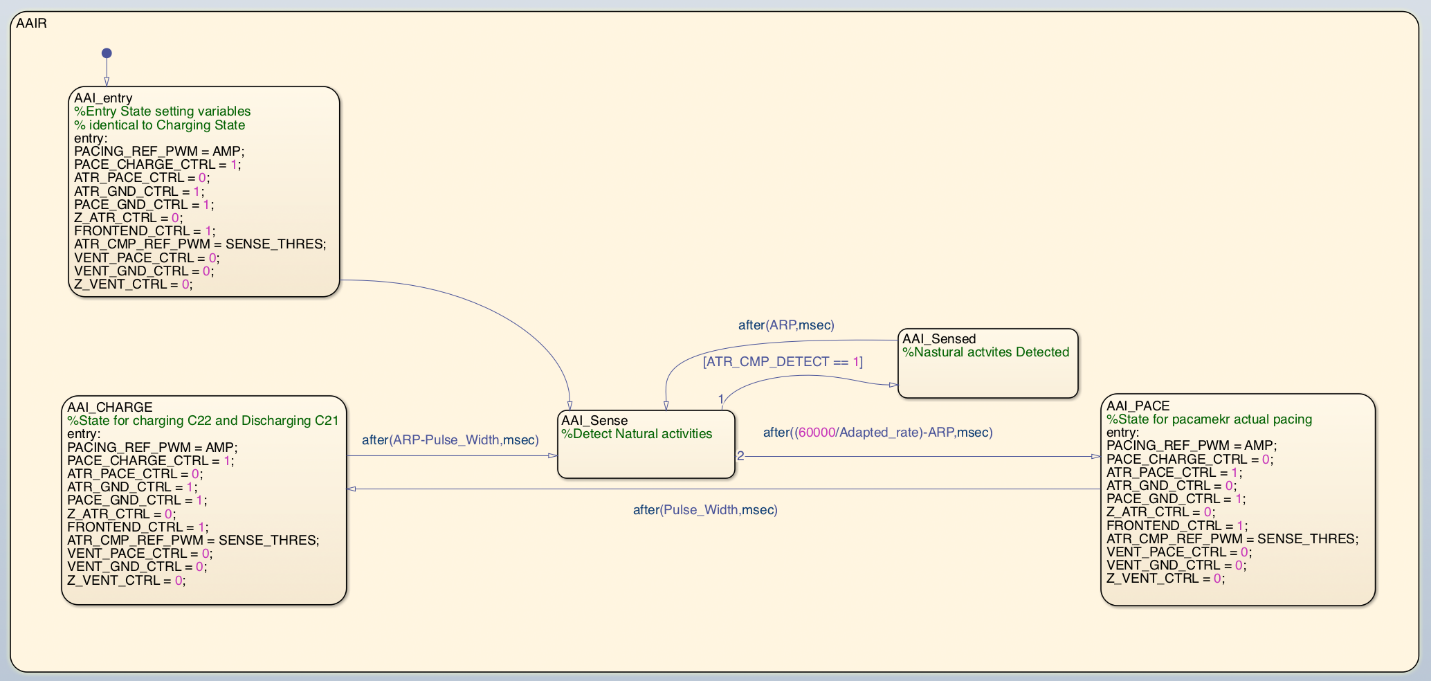 AAIR
AAI_entry
%Entry State setting variables
% identical to Charging State
entry:
PACING_REF_PWM = AMP;
PACE_CHARGE_CTRL = 1;
ATR_PACE_CTRL = 0;
ATR_GND_CTRL = 1;
PACE_GND_CTRL = 1;
Z_ATR_CTRL = 0;
FRONTEND_CTRL = 1;
ATR_CMP_REF_PWM = SENSE_THRES;
VENT_PACE_CTRL = 0;
VENT_GND_CTRL = 0;
Z_VENT_CTRL = 0;
after(ARP,msec)
[ATR_CMP_DETECT == 1]
1
AAI_Sensed
%Nastural actvites Detected
AAI_CHARGE
%State for charging C22 and Discharging C21
entry:
PACING_REF_PWM = AMP;
PACE_CHARGE_CTRL = 1;
ATR_PACE_CTRL = 0;
ATR_GND_CTRL = 1;
PACE_GND_CTRL = 1;
Z_ATR_CTRL = 0;
FRONTEND_CTRL = 1;
ATR_CMP_REF_PWM = SENSE_THRES;
VENT_PACE_CTRL = 0;
VENT_GND_CTRL = 0;
Z_VENT_CTRL = 0;
after(ARP-Pulse_Width,msec)
AAI_Sense
%Detect Natural activities
after((60000/Adapted_rate)-ARP,msec)
2
after(Pulse_Width,msec)
AAI_PACE
%State for pacamekr actual pacing
entry:
PACING_REF_PWM = AMP;
PACE_CHARGE_CTRL = 0;
ATR_PACE_CTRL = 1;
ATR_GND_CTRL = 0;
PACE_GND_CTRL = 1;
Z_ATR_CTRL = 0;
FRONTEND_CTRL = 1;
ATR_CMP_REF_PWM = SENSE_THRES;
VENT_PACE_CTRL = 0;
VENT_GND_CTRL = 0;
Z_VENT_CTRL = 0;